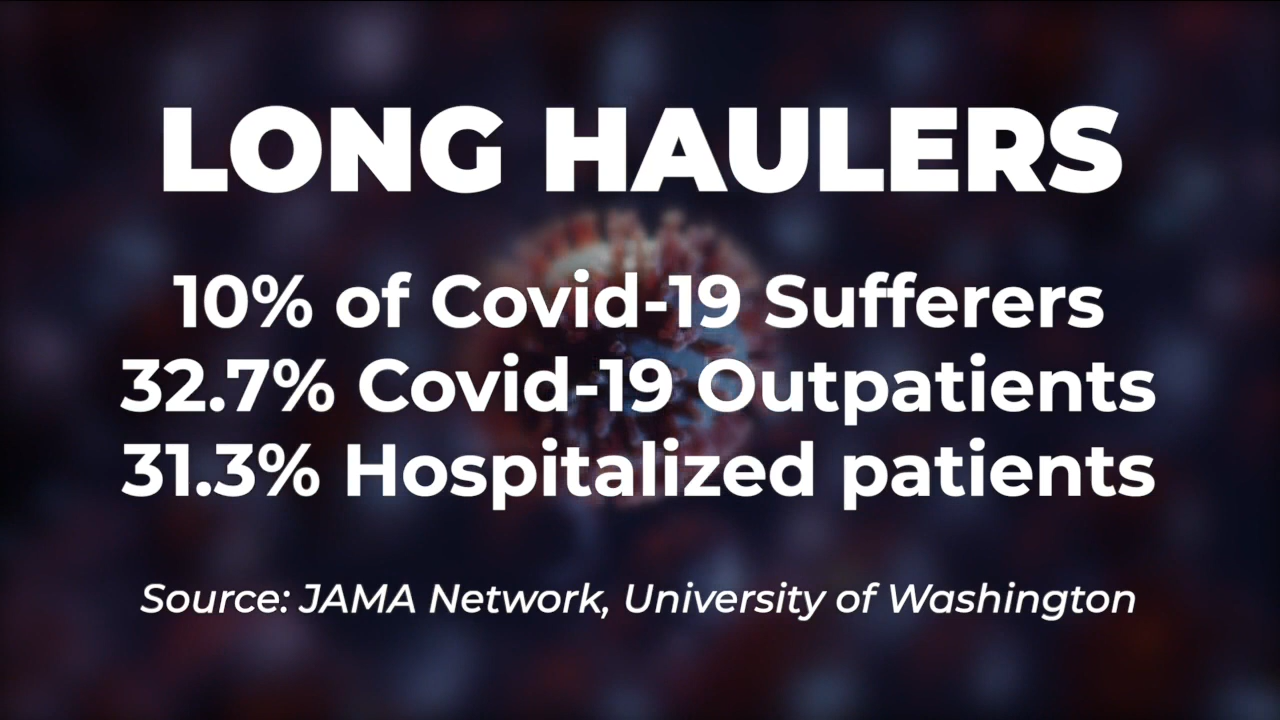 LONG HAULERS
10% of Covid-19 Sufferers
32.7% Covid-19 Outpatients
31.3% Hospitalized patients
Source: JAMA Network, University of Washington